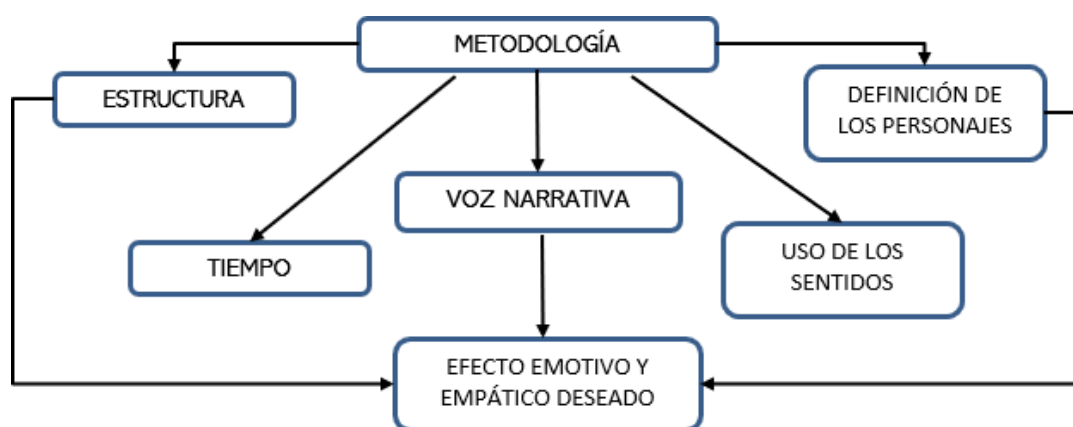 METODOLOGÍA
ESTRUCTURA
DEFINICIÓN DE
LOS PERSONAJES
VOZ NARRATIVA
TIEMPO
USO DE LOS
SENTIDOS
EFECTO EMOTIVO Y
EMPÁTICO DESEADO